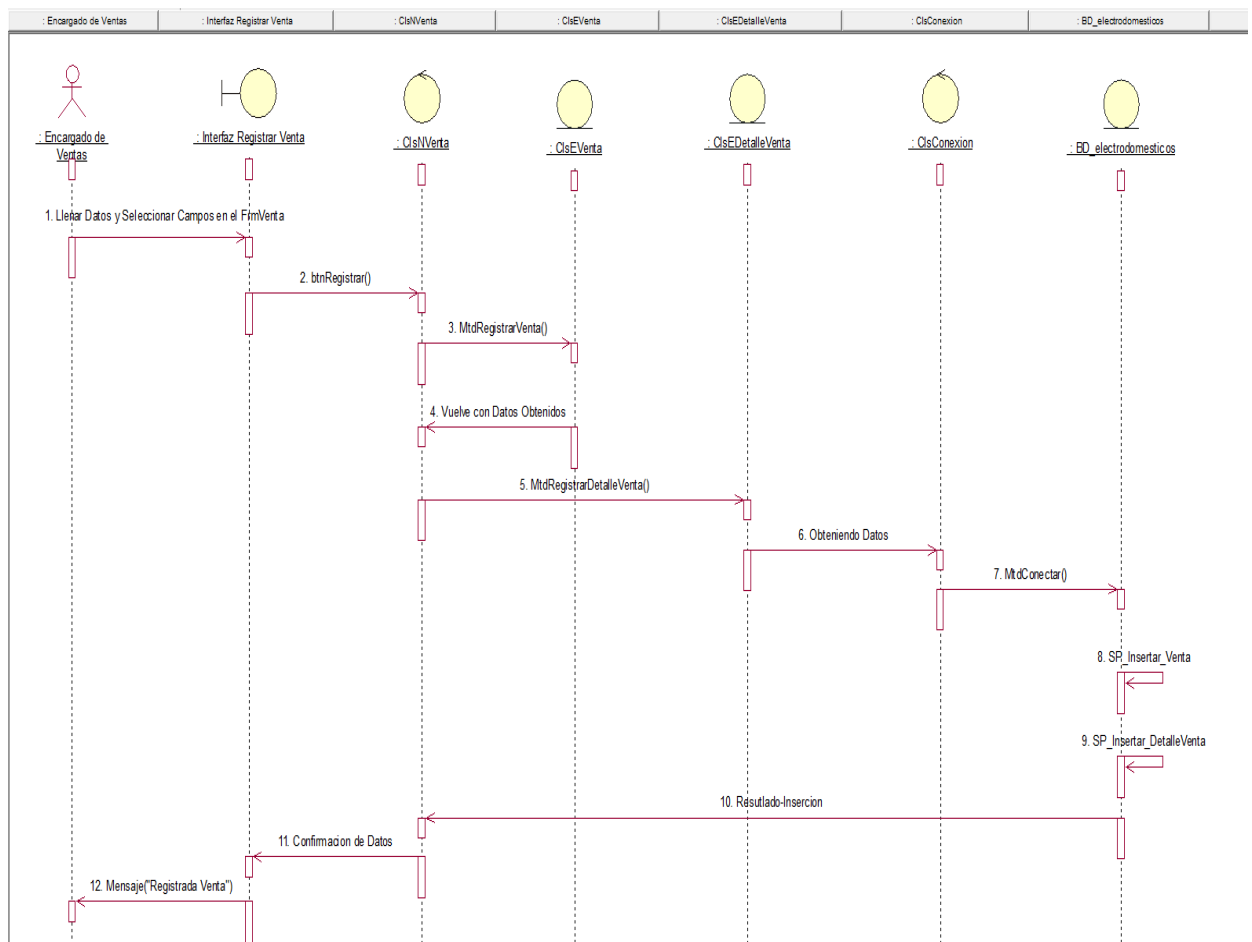 : Encargado de Ventas
: Interfaz Registrar Venta
: ClsNVenta
: ClsEVenta
: ClsEDetalleVenta
: ClsConexion
: BD_electrodomesticos
: Encargado de
Ventas
: Interfaz Registrar Venta
: ClsNVenta
: ClsEVenta
: ClsEDetalleVenta
: ClsConexion
: BD_electrodomesticos
1. Llenar Datos y Seleccionar Campos en el FrmVenta
2. btnRegistrar()
3. MtdRegistrarVenta()
4. Vuelve con Datos Obtenidos
5. MtdRegistrarDetalleVenta()
6. Obteniendo Datos
7. MtdConectar()
8. SP_Insertar_Venta
9. SP_Insertar_DetalleVenta
10. Resutlado-Insercion
11. Confirmacion de Datos
12. Mensaje("Registrada Venta")